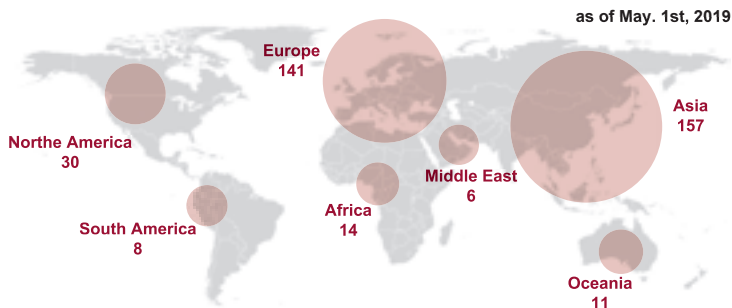 as of May. 1st, 2019
Europe
141
Asia
157
Northe America
30
Middle East
6
Africa
14
South America
8
Oceania
11